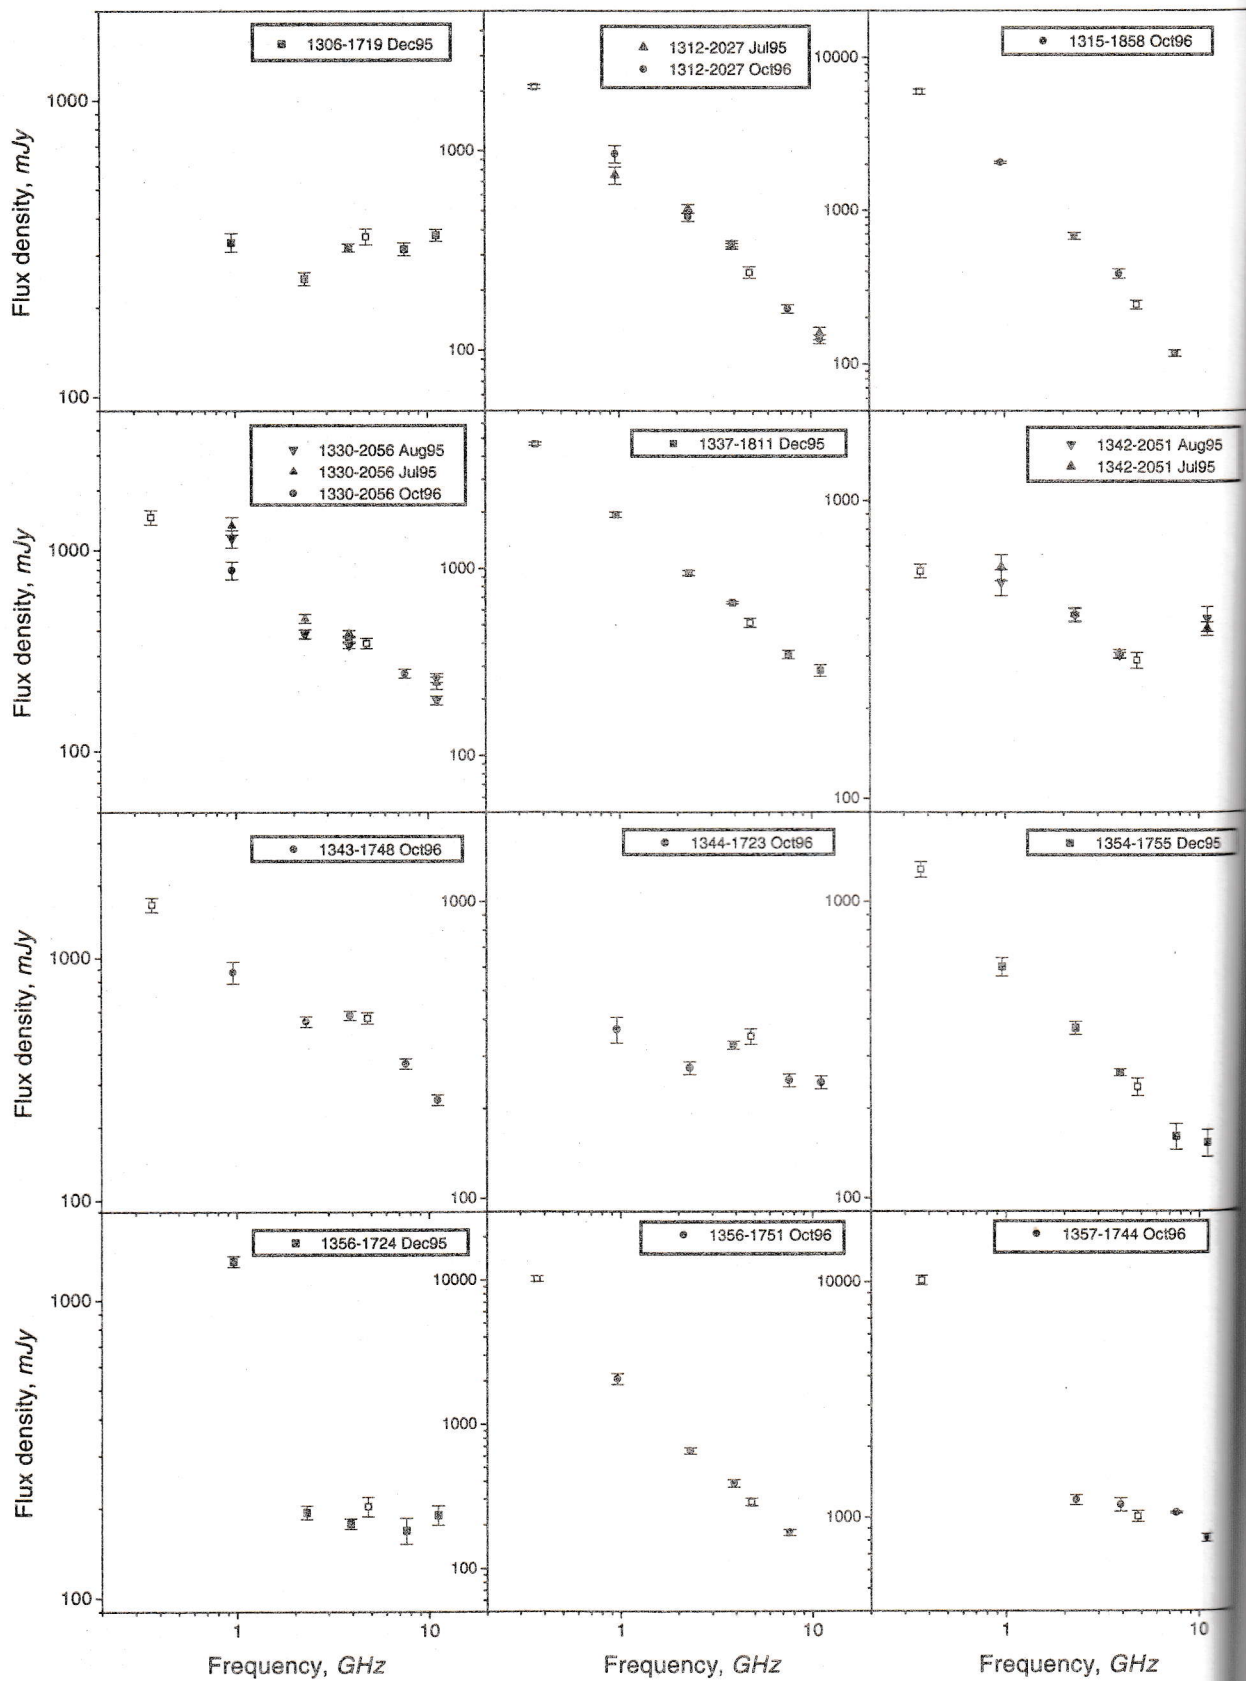 1306-1719 Dec95
1312-2027 Jul95
1312-2027 Oct96
1315-1858 Oct96
Flux density, mJy
1000
100
1000
100
10000
1000
100
1330-2056 Aug95
1330-2056 Jul95
1330-2056 Oct96
1337-1811 Dec95
1342-2051 Aug95
1342-2051 Jul95
Flux density, mJy
1000
100
1000
100
1000
100
1343-1748 Oct96
1344-1723 Oct96
1354-1755 Dec95
Flux density, mJy
1000
100
1000
100
1000
100
1356-1724 Dec95
1356-1751 Oct96
1357-1744 Oct96
Flux density, mJy
1000
100
10000
1000
100
10000
1000
1 10 1 10 1 10
Frequency, GHz Frequency, GHz Frequency, GHz